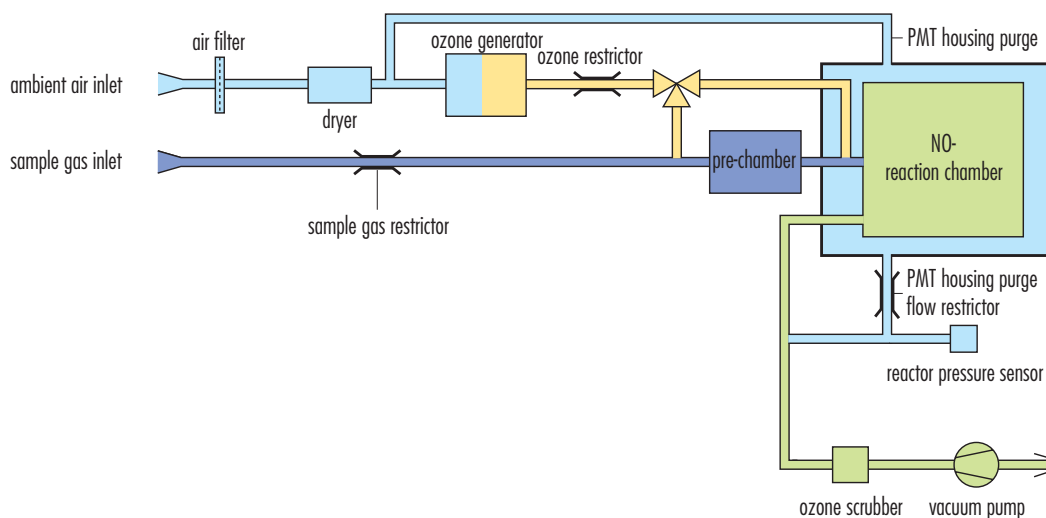 air filter
ozone generator
ozone restrictor
PMT housing purge
ambient air inlet
dryer
sample gas inlet
pre-chamber
NO-
reaction chamber
sample gas restrictor
PMT housing purge
flow restrictor
reactor pressure sensor
ozone scrubber
vacuum pump